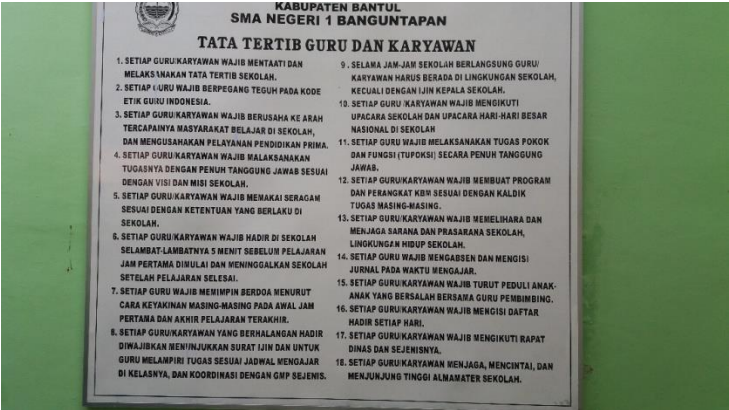 KABUPATEN BANTUL
SMA NEGERI 1 BANGUNTAPAN
TATA TERTIB GURU DAN KARYAWAN
1. SETIAP GURU/KARYAWAN WAJIB MENTAATI DAN
MELAKSANAKAN TATA TERTIB SEKOLAH.
2. SETIAP GURU WAJIB BERPEGANG TEGUH PADA KODE
ETIK GURU INDONESIA.
3. SETIAP GURU/KARYAWAN WAJIB BERUSAHA KE ARAH
TERCAPAINYA MASYARAKAT BELAJAR DI SEKOLAH,
DAN MENGUSAHAKAN PELAYANAN PENDIDIKAN PRIMA.
4. SETIAP GURU/KARYAWAN WAJIB MALAKSANAKAN
TUGASNYA DENGAN PENUH TANGGUNG JAWAB SESUAI
DENGAN VISI DAN MISI SEKOLAH.
5. SETIAP GURU/KARYAWAN WAJIB MEMAKAI SERAGAM
SESUAI DENGAN KETENTUAN YANG BERLAKU DI
SEKOLAH.
6. SETIAP GURU/KARYAWAN WAJIB HADIR DI SEKOLAH
SELAMBAT-LAMBATNYA 5 MENIT SEBELUM PELAJARAN
JAM PERTAMA DIMULAI DAN MENINGGALKAN SEKOLAH
SETELAH PELAJARAN SELESAI.
7. SETIAP GURU WAJIB MEMIMPIN BERDOA MENURUT
CARA KEYAKINAN MASING-MASING PADA AWAL JAM
PERTAMA DAN AKHIR PELAJARAN TERAKHIR.
8. SETIAP GURU/KARYAWAN YANG BERHALANGAN HADIR
DIWAJIBKAN MENUNJUKKAN SURAT IJIN DAN UNTUK
GURU MELAMPIRI TUGAS SESUAI JADWAL MENGAJAR
DI KELASNYA, DAN KOORDINASI DENGAN GMP SEJENIS.
9. SELAMA JAM-JAM SEKOLAH BERLANGSUNG GURU/
KARYAWAN HARUS BERADA DI LINGKUNGAN SEKOLAH,
KECUALI DENGAN IJIN KEPALA SEKOLAH.
10. SETIAP GURU /KARYAWAN WAJIB MENGIKUTI
UPACARA SEKOLAH DAN UPACARA HARI-HARI BESAR
NASIONAL DI SEKOLAH
11. SETIAP GURU/KARYAWAN WAJIB MELAKSANAKAN TUGAS POKOK
DAN FUNGSI (TUPOKSI) SECARA PENUH TANGGUNG
JAWAB.
12. SETIAP GURU/KARYAWAN WAJIB MEMBUAT PROGRAM
DAN PERANGKAT KBM SESUAI DENGAN KALDIK
TUGAS MASING-MASING.
13. SETIAP GURU/KARYAWAN WAJIB MEMELIHARA DAN
MENJAGA SARANA DAN PRASARANA SEKOLAH,
LINGKUNGAN HIDUP SEKOLAH.
14. SETIAP GURU WAJIB MENGABSEN DAN MENGISI
JURNAL PADA WAKTU MENGAJAR.
15. SETIAP GURU/KARYAWAN WAJIB TURUT PEDULI ANAK-
ANAK YANG BERSALAH BERSAMA GURU PEMBIMBING.
16. SETIAP GURU/KARYAWAN WAJIB MENGISI DAFTAR
HADIR SETIAP HARI.
17. SETIAP GURU/KARYAWAN WAJIB MENGIKUTI RAPAT
DINAS DAN SEJENISNYA.
18. SETIAP GURU/KARYAWAN MENJAGA, MENCINTAI, DAN
MENJUNJUNG TINGGI ALMAMATER SEKOLAH.